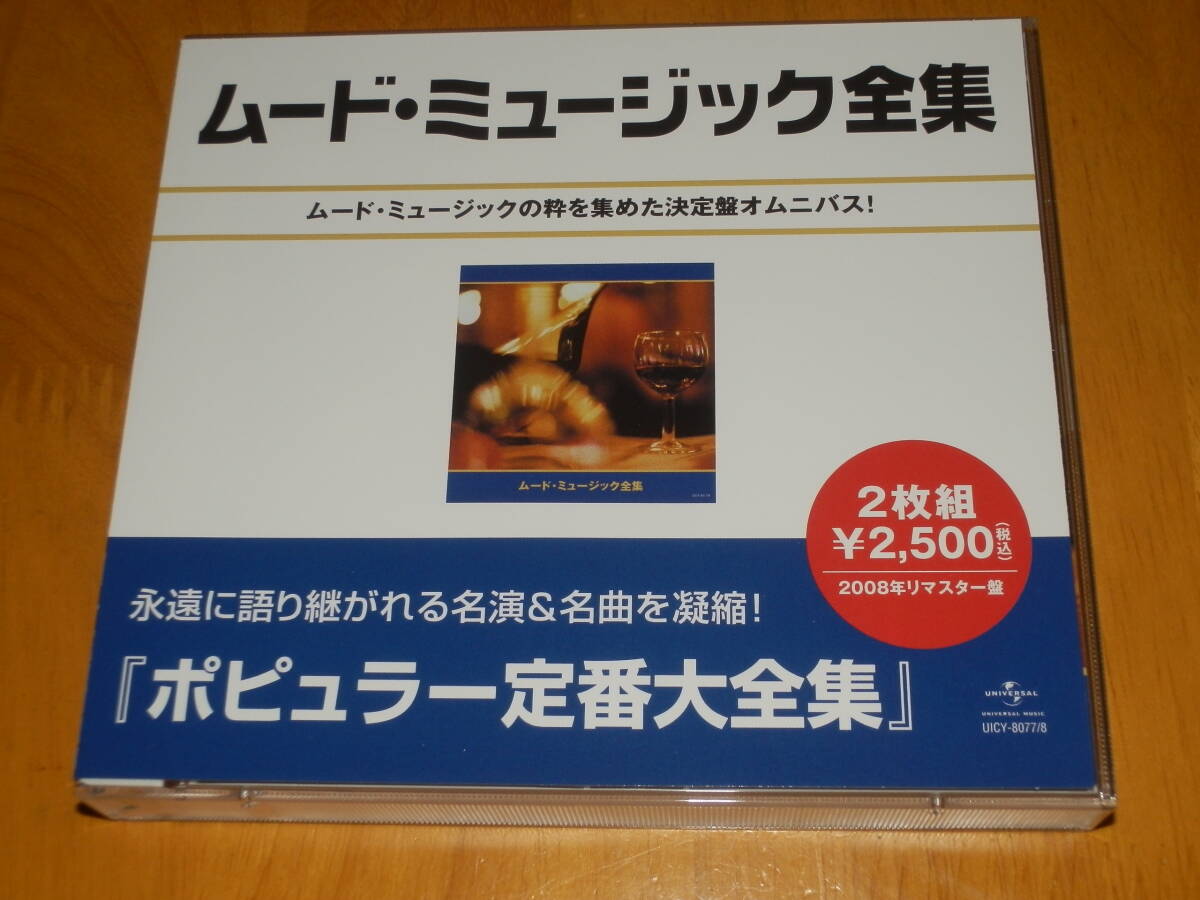 ムード・ミュージック全集
ムード・ミュージックの粋を集めた決定盤オムニバス!
ムード・ミュージック全集
2枚組
¥2,500(税込)
2008年リマスター盤
永遠に語り継がれる名演&名曲を凝縮!
『ポピュラー定番大全集』
UNIVERSAL
UNIVERSAL MUSIC
UICY-8077/8